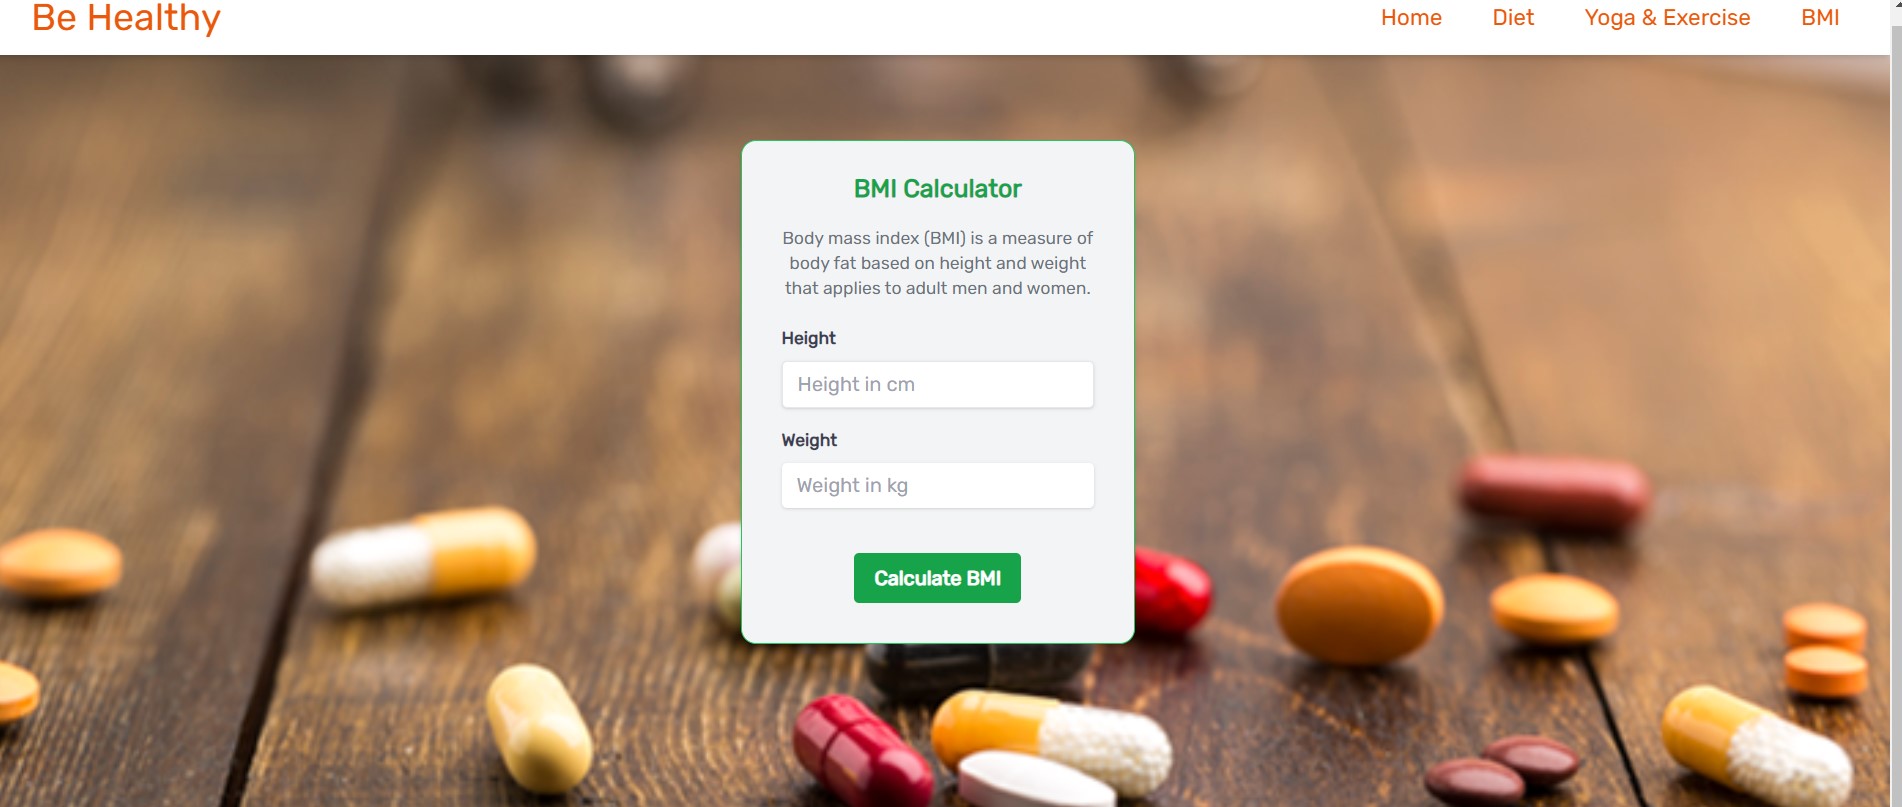 Be Healthy
Home Diet Yoga & Exercise BMI
BMI Calculator
Body mass index (BMI) is a measure of
body fat based on height and weight
that applies to adult men and women.
Height
Height in cm
Weight
Weight in kg
Calculate BMI